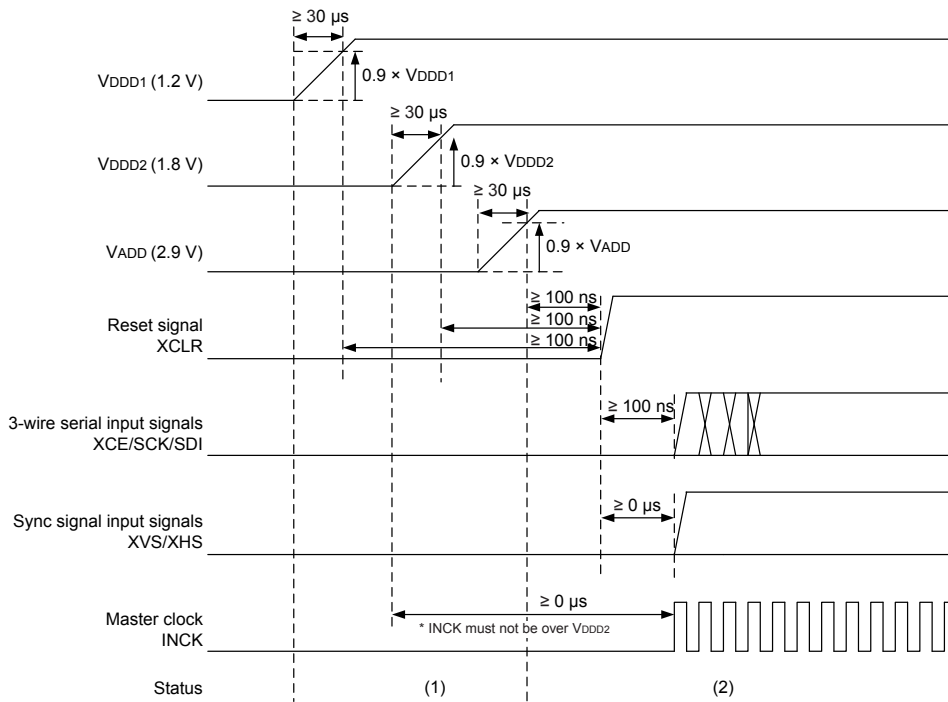 ≥ 30 µs
VDDD1 (1.2 V)
0.9 × VDDD1
≥ 30 µs
VDDD2 (1.8 V)
0.9 × VDDD2
≥ 30 µs
VADD (2.9 V)
0.9 × VADD
≥ 100 ns
≥ 100 ns
≥ 100 ns
Reset signal
XCLR
≥ 100 ns
3-wire serial input signals
XCE/SCK/SDI
≥ 0 µs
Sync signal input signals
XVS/XHS
≥ 0 µs
* INCK must not be over VDDD2
Master clock
INCK
Status
(1)
(2)